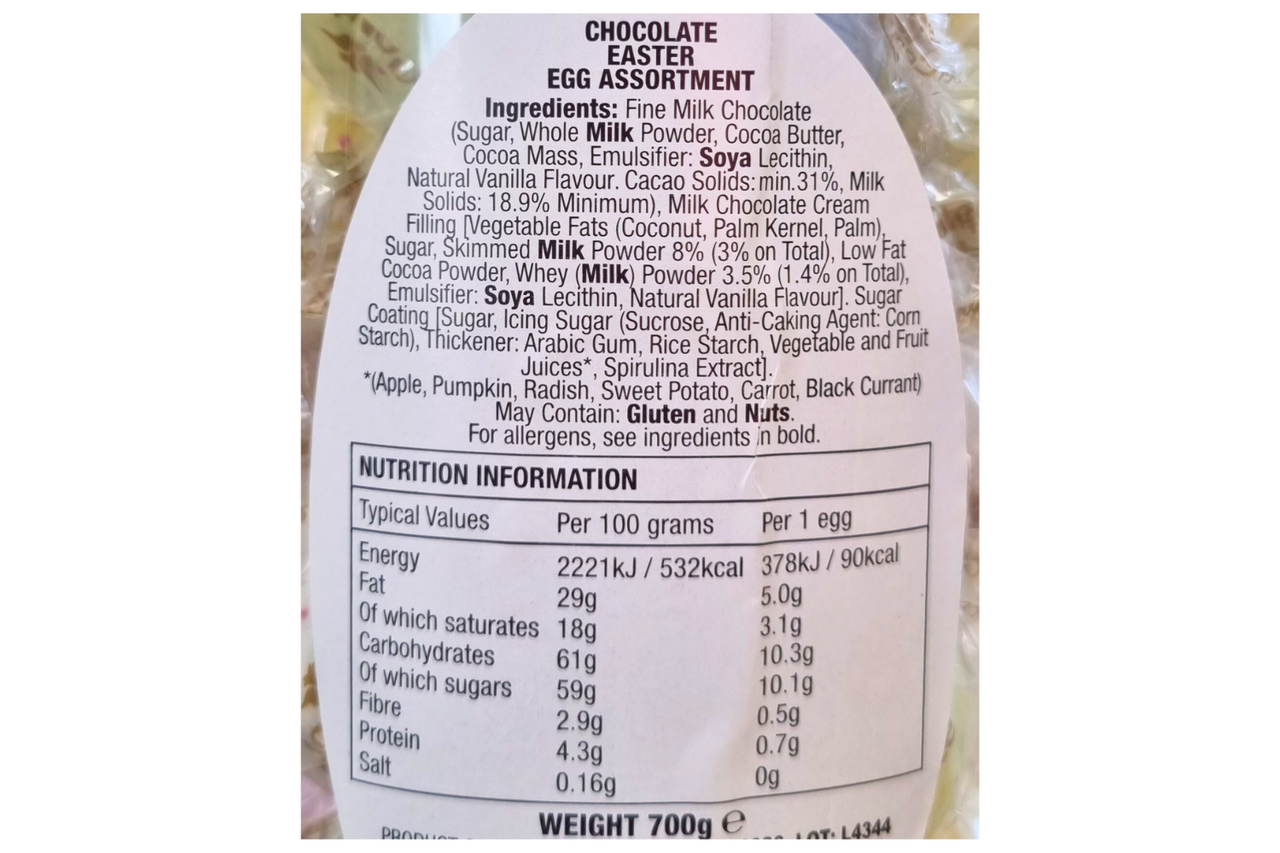 CHOCOLATE
EASTER
EGG ASSORTMENT
Ingredients: Fine Milk Chocolate
(Sugar, Whole Milk Powder, Cocoa Butter,
Cocoa Mass, Emulsifier: Soya Lecithin,
Natural Vanilla Flavour. Cacao Solids: min.31%, Milk
Solids: 18.9% Minimum), Milk Chocolate Cream
Filling [Vegetable Fats (Coconut, Palm Kernel, Palm),
Sugar, Skimmed Milk Powder 8% (3% on Total), Low Fat
Cocoa Powder, Whey (Milk) Powder 3.5% (1.4% on Total),
Emulsifier: Soya Lecithin, Natural Vanilla Flavour]. Sugar
Coating [Sugar, Icing Sugar (Sucrose, Anti-Caking Agent: Corn
Starch), Thickener: Arabic Gum, Rice Starch, Vegetable and Fruit
Juices*, Spirulina Extract].
*(Apple, Pumpkin, Radish, Sweet Potato, Carrot, Black Currant)
May Contain: Gluten and Nuts.
For allergens, see ingredients in bold.
NUTRITION INFORMATION
Typical Values Per 100 grams Per 1 egg
Energy 2221kJ / 532kcal 378kJ / 90kcal
Fat 29g 5.0g
Of which saturates 18g 3.1g
Carbohydrates 61g 10.3g
Of which sugars 59g 10.1g
Fibre 2.9g 0.5g
Protein 4.3g 0.7g
Salt 0.16g 0g
WEIGHT 700g e
LOT: L4344